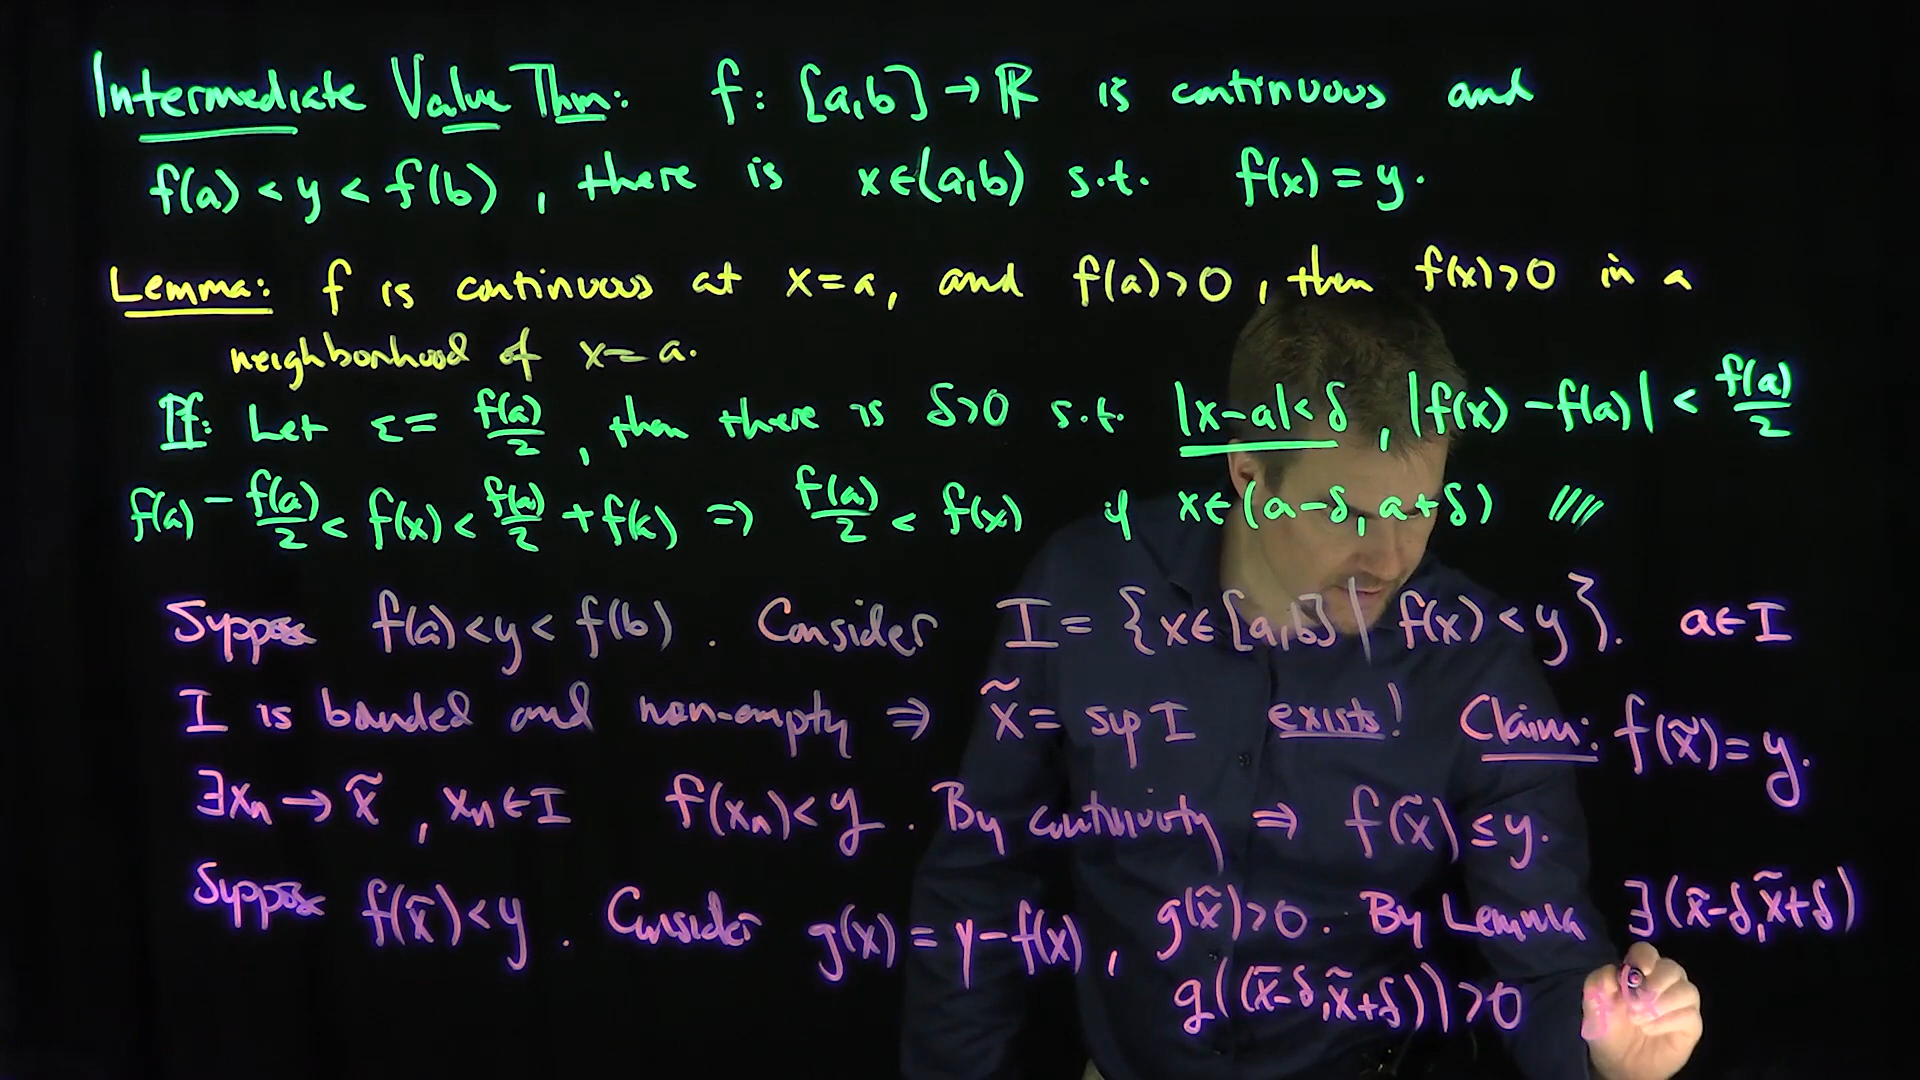 Intermediate Value Thm: f: [a,b] → ℝ is continuous and
f(a) < y < f(b), there is x∈(a,b) s.t. f(x) = y.
Lemma: f is continuous at x=a, and f(a)>0, then f(x)>0 in a
neighborhood of x=a.
Pf: Let ε = f(a)/2, then there is δ>0 s.t. |x-a|<δ, |f(x)-f(a)| < f(a)/2
f(a) - f(a)/2 < f(x) < f(a)/2 + f(a) ⇒ f(a)/2 < f(x) if x∈(a-δ, a+δ) ////
Suppose f(a)<y<f(b). Consider I = {x∈[a,b] | f(x)<y}. a∈I
I is bounded and non-empty ⇒ x̃ = sup I exists! Claim: f(x̃)=y.
∃xₙ → x̃, xₙ∈I f(xₙ)<y. By continuity ⇒ f(x̃) ≤ y.
Suppose f(x̃)<y. Consider g(x) = y-f(x), g(x̃)>0. By Lemma ∃(x̃-δ, x̃+δ)
g((x̃-δ, x̃+δ))>0